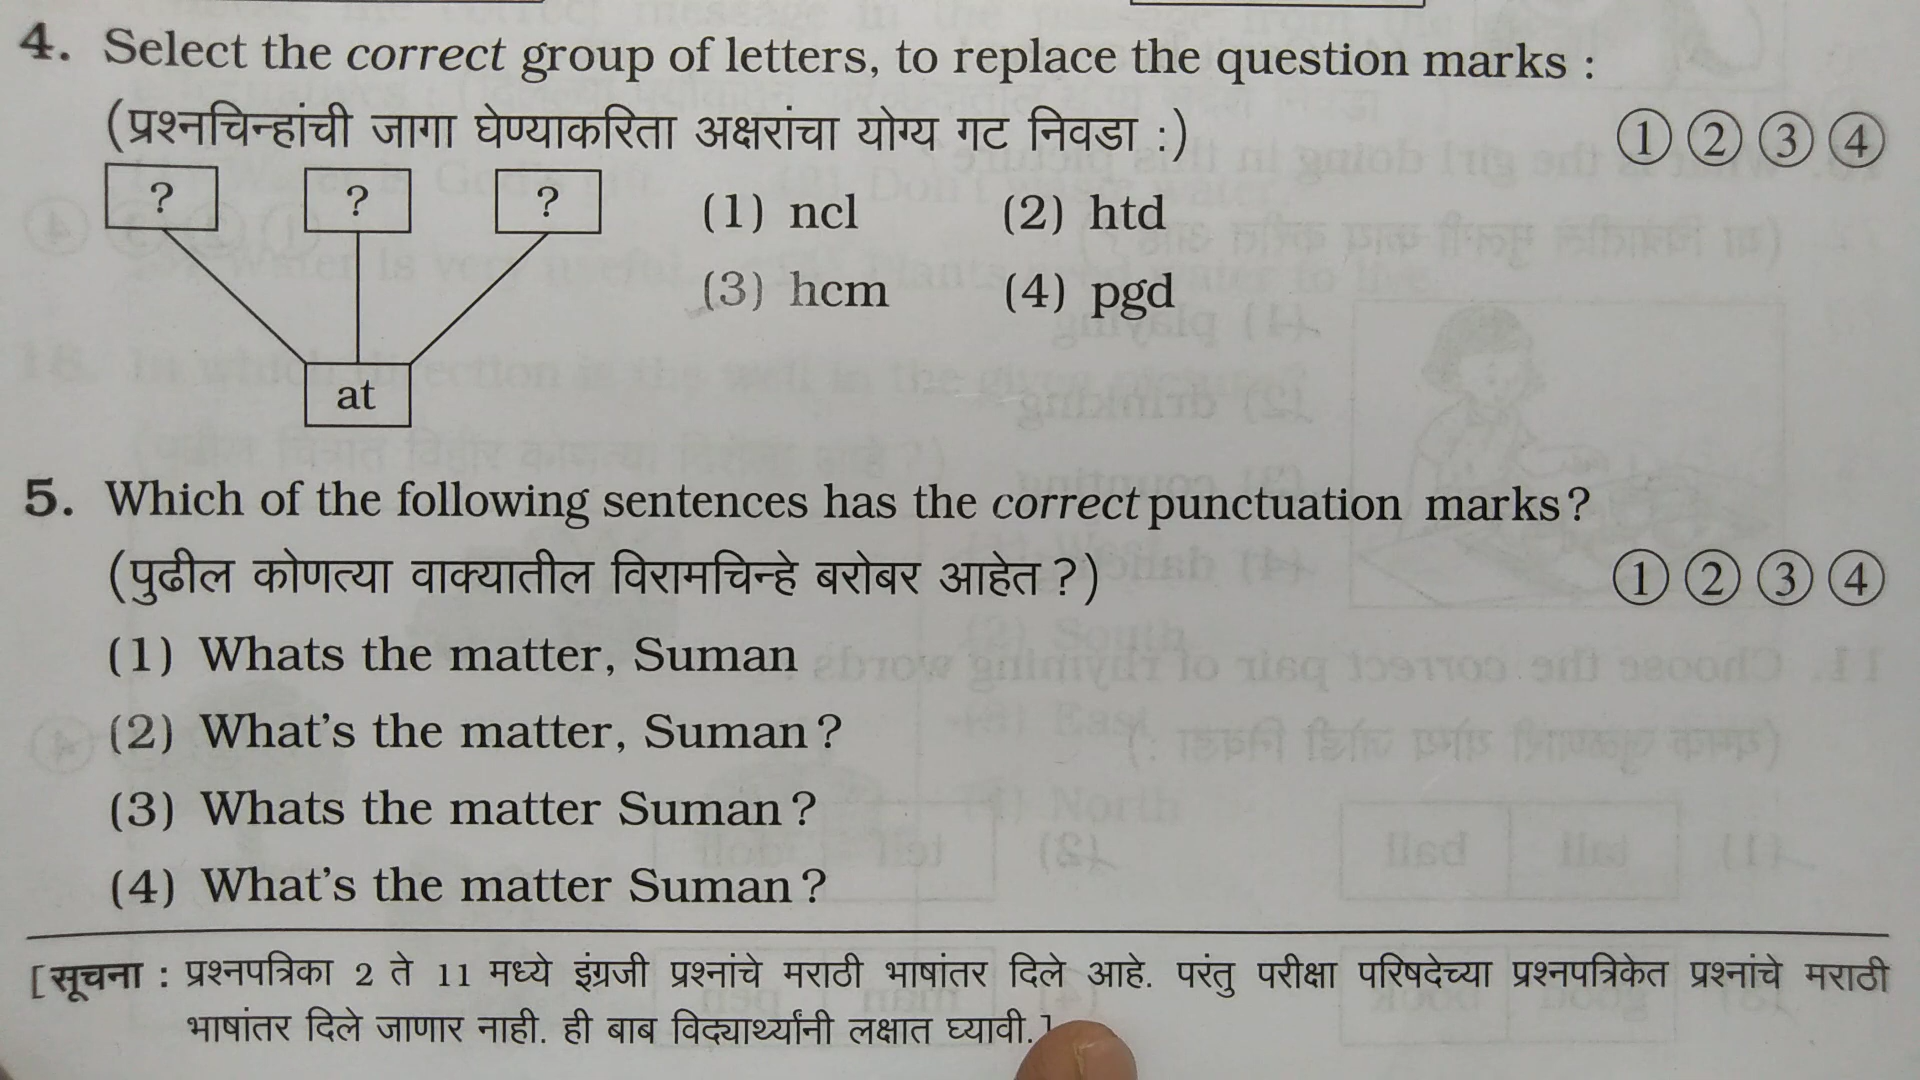 4. Select the correct group of letters, to replace the question marks :
(प्रश्नचिन्हांची जागा घेण्याकरिता अक्षरांचा योग्य गट निवडा :) ① ② ③ ④
? ? ? (1) ncl (2) htd
(3) hcm (4) pgd
at
5. Which of the following sentences has the correct punctuation marks?
(पुढील कोणत्या वाक्यातील विरामचिन्हे बरोबर आहेत ?) ① ② ③ ④
(1) Whats the matter, Suman
(2) What's the matter, Suman?
(3) Whats the matter Suman?
(4) What's the matter Suman?
[सूचना : प्रश्नपत्रिका 2 ते 11 मध्ये इंग्रजी प्रश्नांचे मराठी भाषांतर दिले आहे. परंतु परीक्षा परिषदेच्या प्रश्नपत्रिकेत प्रश्नांचे मराठी
भाषांतर दिले जाणार नाही. ही बाब विद्यार्थ्यांनी लक्षात घ्यावी.]